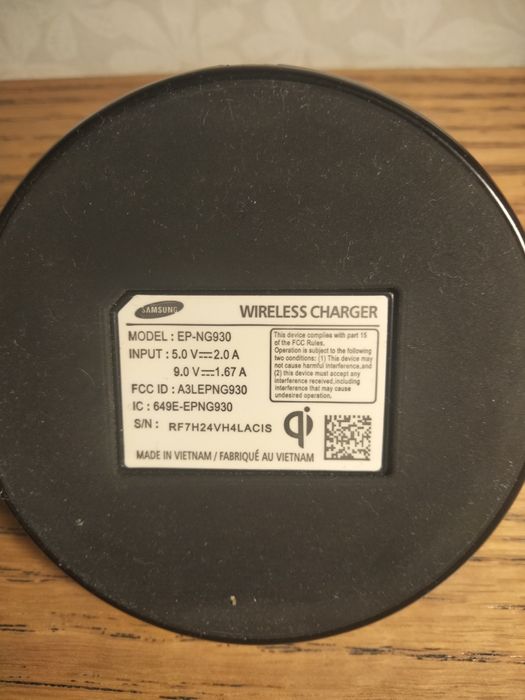 SAMSUNG
WIRELESS CHARGER
MODEL : EP-NG930
INPUT : 5.0 V⎓2.0 A
9.0 V⎓1.67 A
FCC ID : A3LEPNG930
IC : 649E-EPNG930
S/N : RF7H24VH4LACIS
This device complies with part 15
of the FCC Rules.
Operation is subject to the following
two conditions: (1) This device may
not cause harmful interference,and
(2) this device must accept any
interference received,including
interference that may cause
undesired operation.
qi
MADE IN VIETNAM / FABRIQUÉ AU VIETNAM